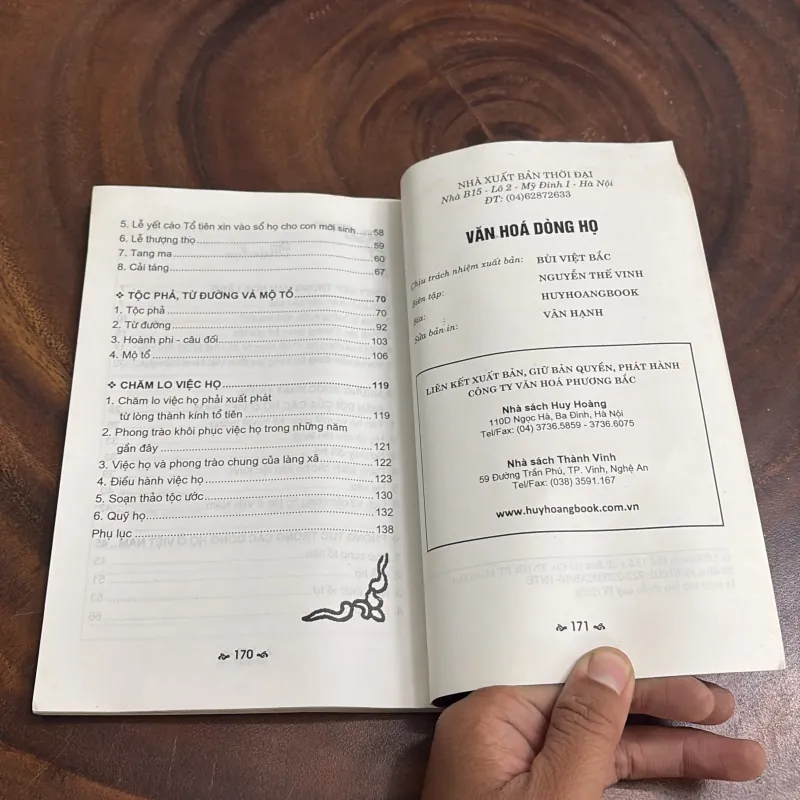 5. Lễ yết cáo Tổ tiên xin vào sổ họ cho con mới sinh.....58
6. Lễ thượng thọ.....59
7. Tang ma.....60
8. Cải táng.....67
❖ TỘC PHẢ, TỪ ĐƯỜNG VÀ MỘ TỔ.....70
1. Tộc phả.....70
2. Từ đường.....92
3. Hoành phi - câu đối.....103
4. Mộ tổ.....106
❖ CHĂM LO VIỆC HỌ.....119
1. Chăm lo việc họ phải xuất phát
từ lòng thành kính tổ tiên.....119
2. Phong trào khôi phục việc họ trong những năm
gần đây.....121
3. Việc họ và phong trào chung của làng xã.....122
4. Điều hành việc họ.....123
5. Soạn thảo tộc ước.....130
6. Quỹ họ.....132
Phụ lục.....138
170
NHÀ XUẤT BẢN THỜI ĐẠI
Nhà B15 - Lô 2 - Mỹ Đình I - Hà Nội
ĐT: (04)62872633
VĂN HOÁ DÒNG HỌ
Chịu trách nhiệm xuất bản: BÙI VIỆT BẮC
Biên tập: NGUYỄN THẾ VINH
Bìa: HUYHOANGBOOK
Sửa bản in: VÂN HẠNH
LIÊN KẾT XUẤT BẢN, GIỮ BẢN QUYỀN, PHÁT HÀNH
CÔNG TY VĂN HOÁ PHƯƠNG BẮC
Nhà sách Huy Hoàng
110D Ngọc Hà, Ba Đình, Hà Nội
Tel/Fax: (04) 3736.5859 - 3736.6075
Nhà sách Thành Vinh
59 Đường Trần Phú, TP. Vinh, Nghệ An
Tel/Fax: (038) 3591.167
www.huyhoangbook.com.vn
171